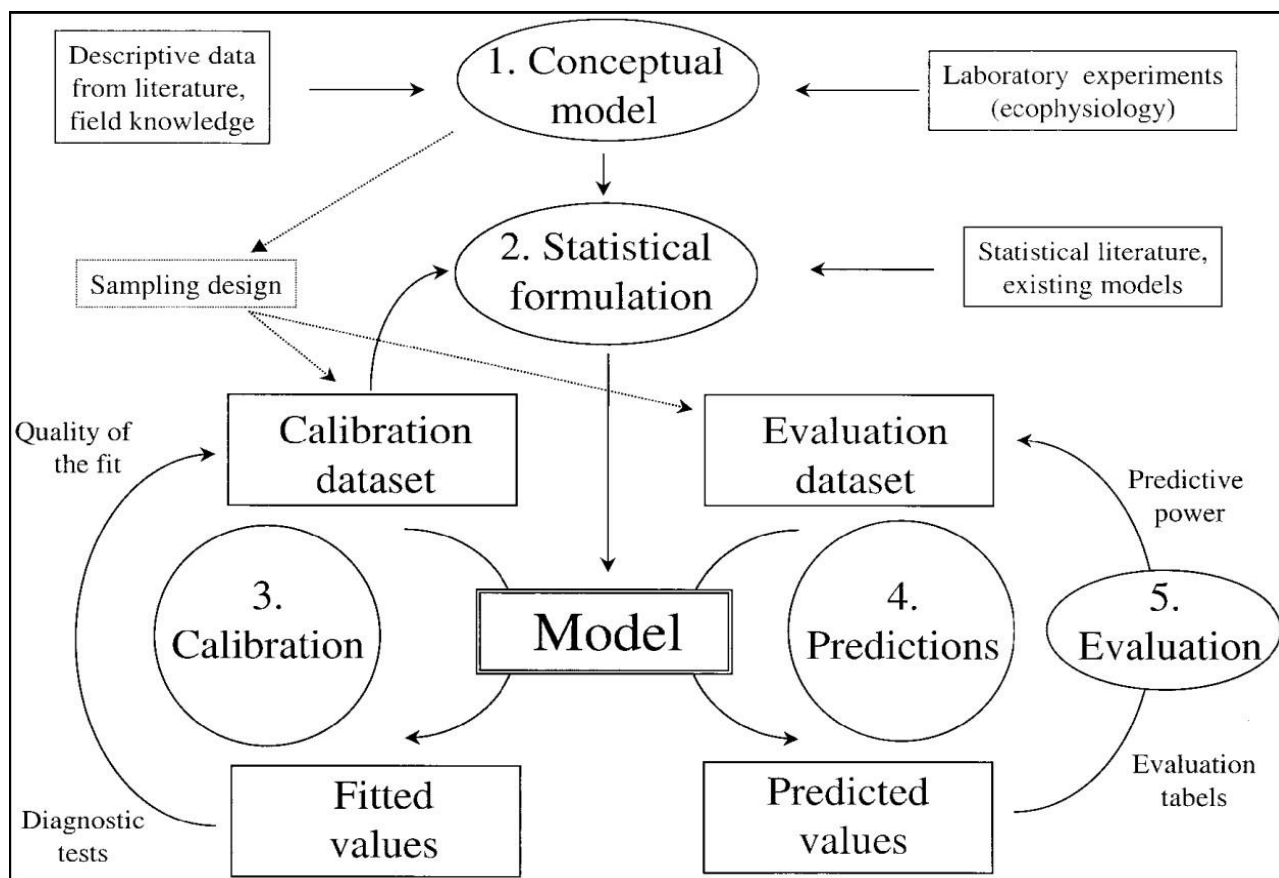 Descriptive data
from literature,
field knowledge
1. Conceptual
model
Laboratory experiments
(ecophysiology)
2. Statistical
formulation
Sampling design
Statistical literature,
existing models
Quality of
the fit
Calibration
dataset
Evaluation
dataset
Predictive
power
3.
Calibration
Model
4.
Predictions
5.
Evaluation
Diagnostic
tests
Fitted
values
Predicted
values
Evaluation
tabels